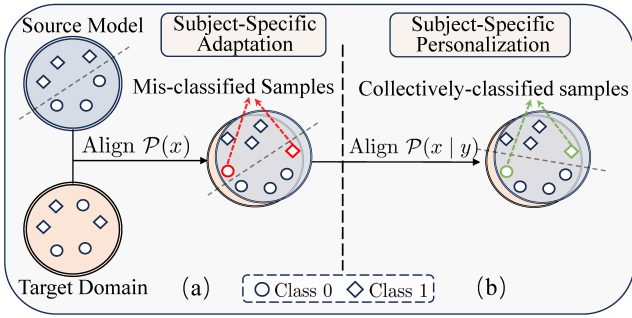 Source Model
Subject-Specific
Adaptation
Subject-Specific
Personalization
Mis-classified Samples
Collectively-classified samples
Align P(x)
Align P(x | y)
Target Domain
(a)
Class 0
Class 1
(b)